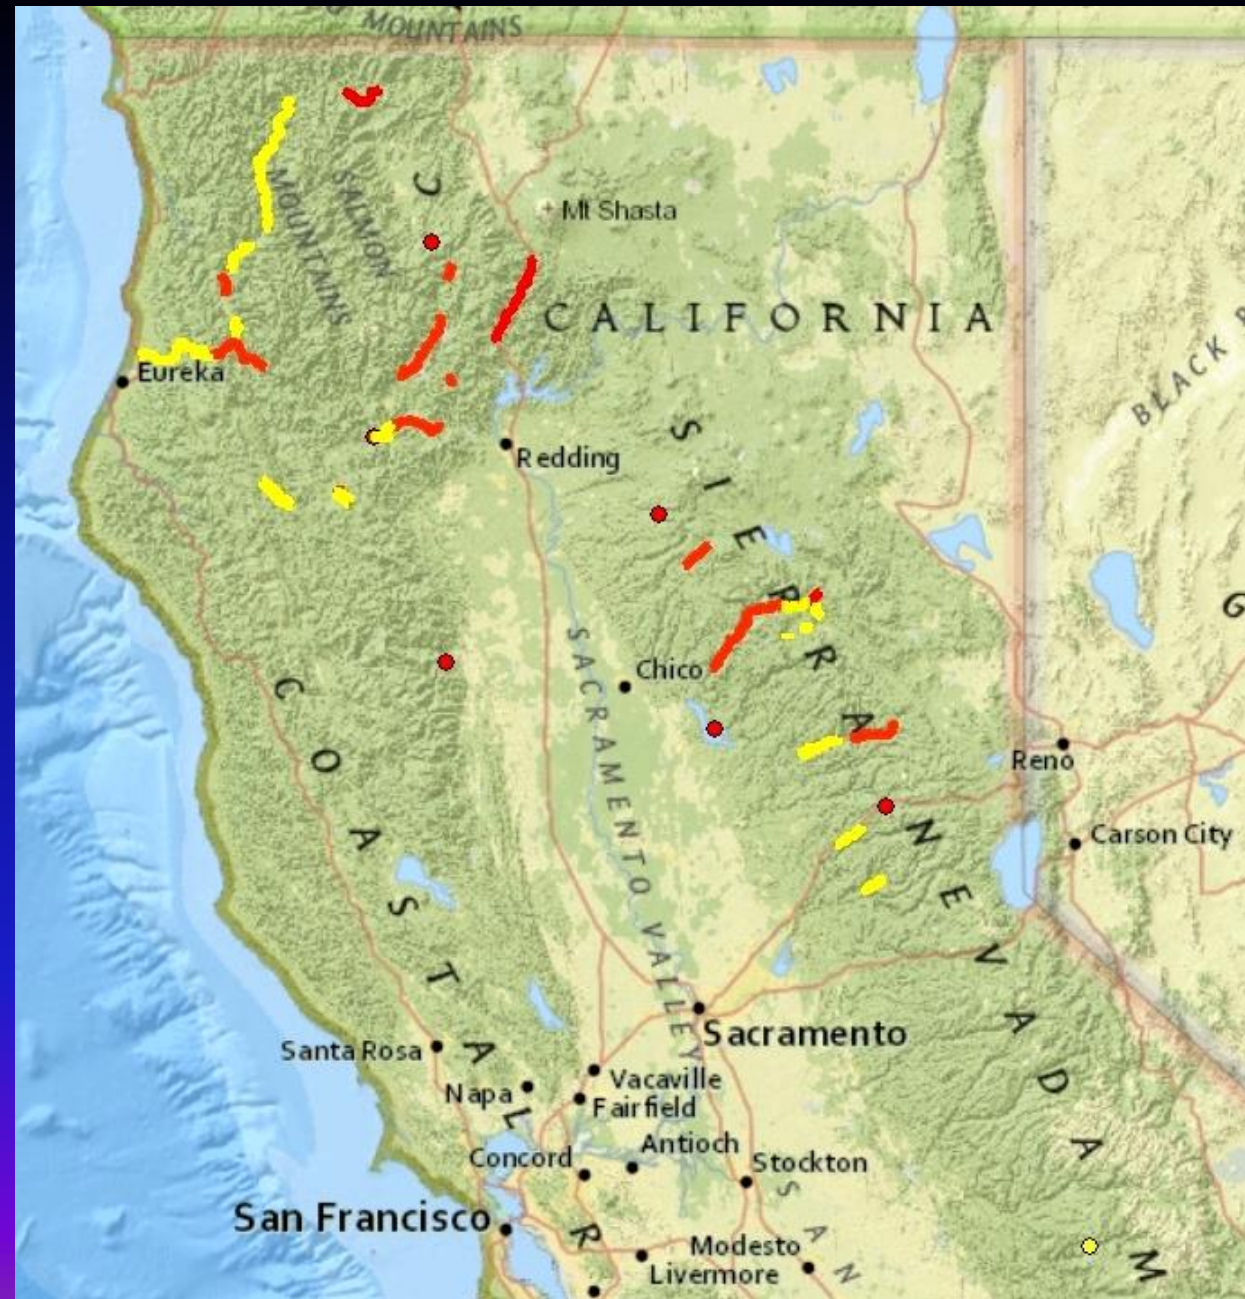 MOUNTAINS
SALMON
MOUNTAINS
Mt Shasta
CALIFORNIA
BLACK
Eureka
Redding
SIERRA NEVADA
SACRAMENTO VALLEY
Chico
COASTAL R
Reno
Carson City
G
Sacramento
Santa Rosa
Napa
Vacaville
Fairfield
Antioch
Concord
Stockton
SAN
San Francisco
Modesto
Livermore
M